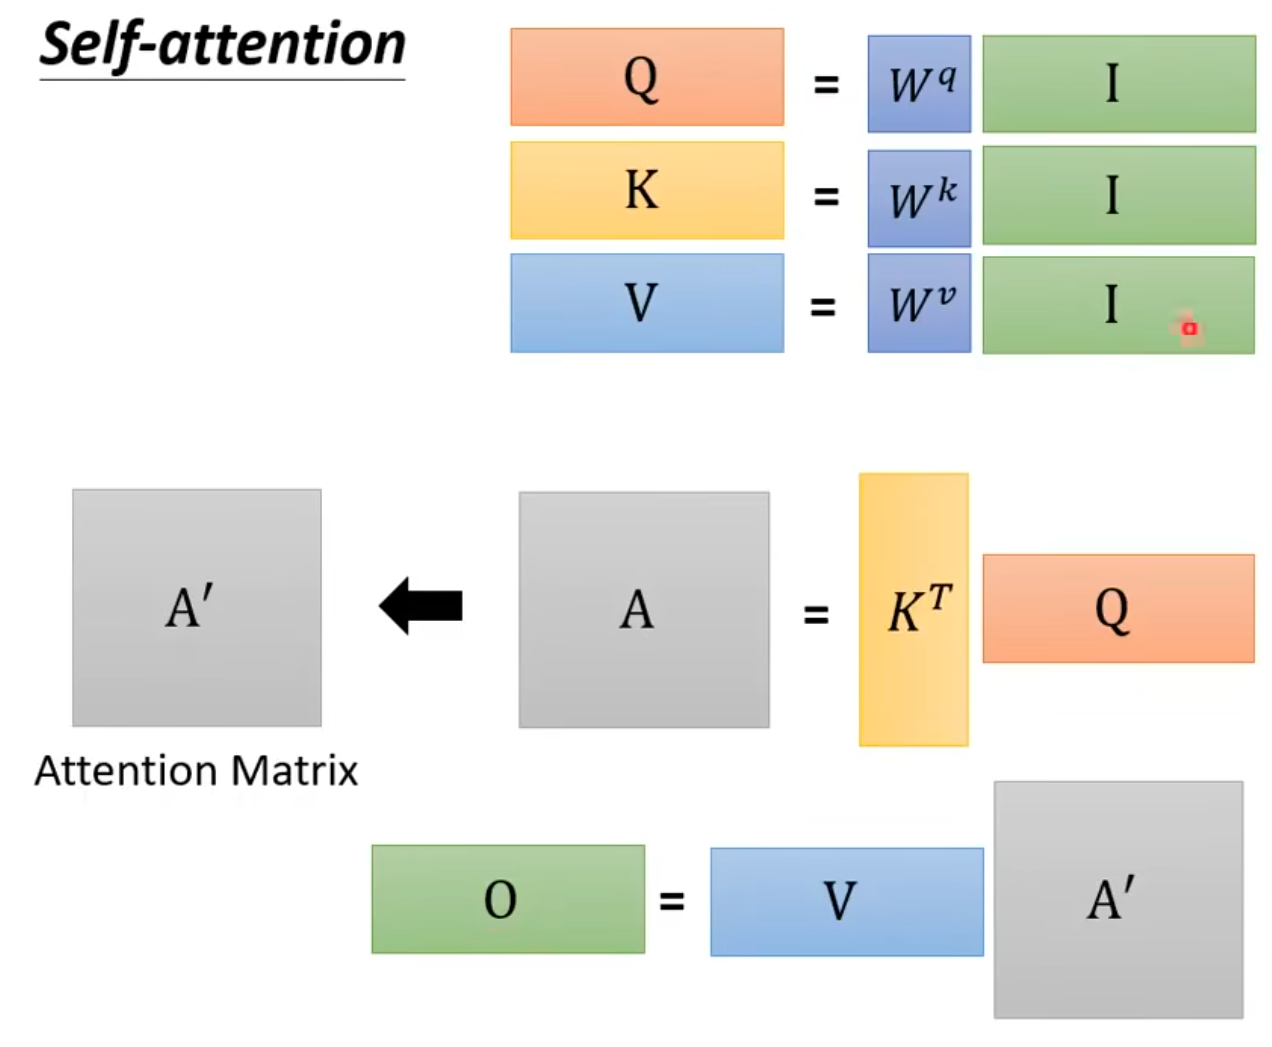 Self-attention
Q = W^q I
K = W^k I
V = W^v I
A′ A = K^T Q
Attention Matrix
O = V A′